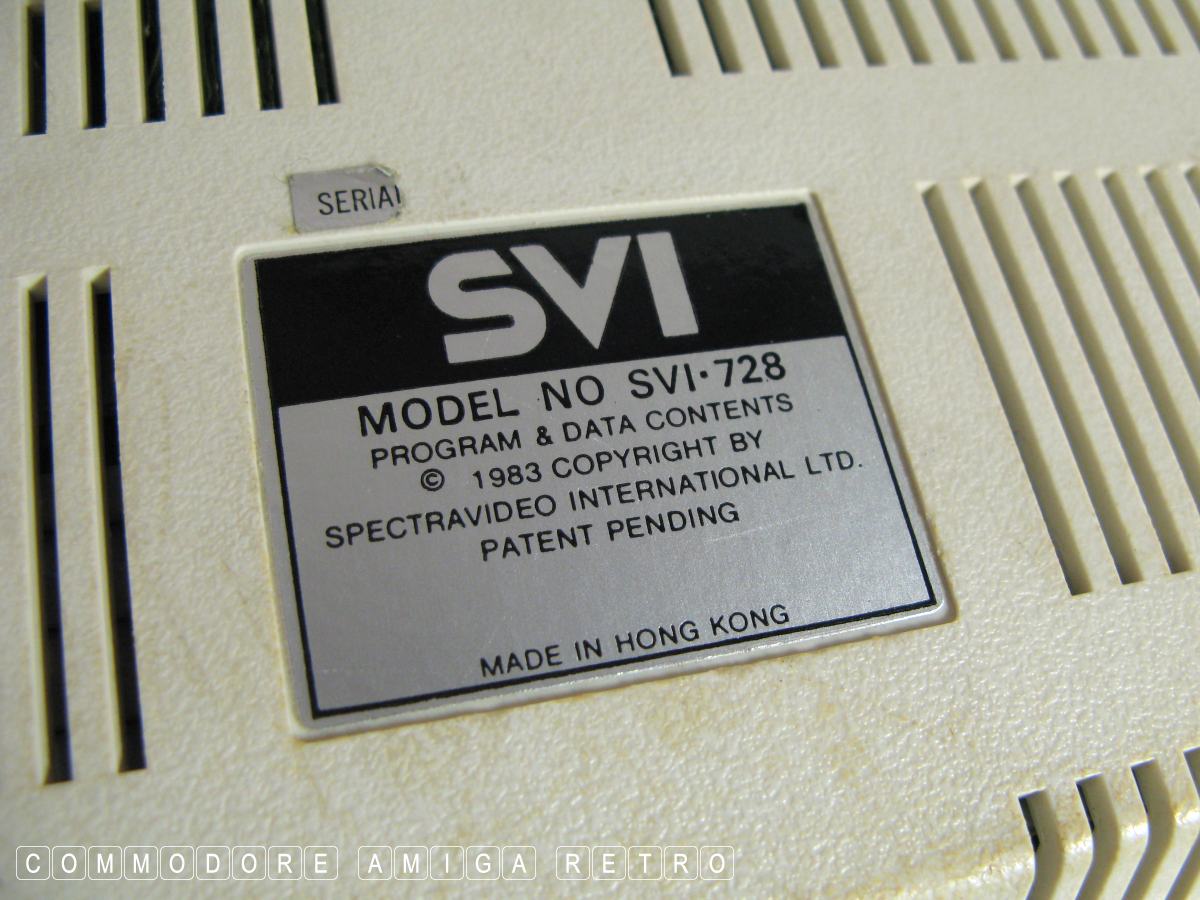 SERIAL
SVI
MODEL NO SVI·728
PROGRAM & DATA CONTENTS
© 1983 COPYRIGHT BY
SPECTRAVIDEO INTERNATIONAL LTD.
PATENT PENDING
MADE IN HONG KONG
COMMODORE AMIGA RETRO